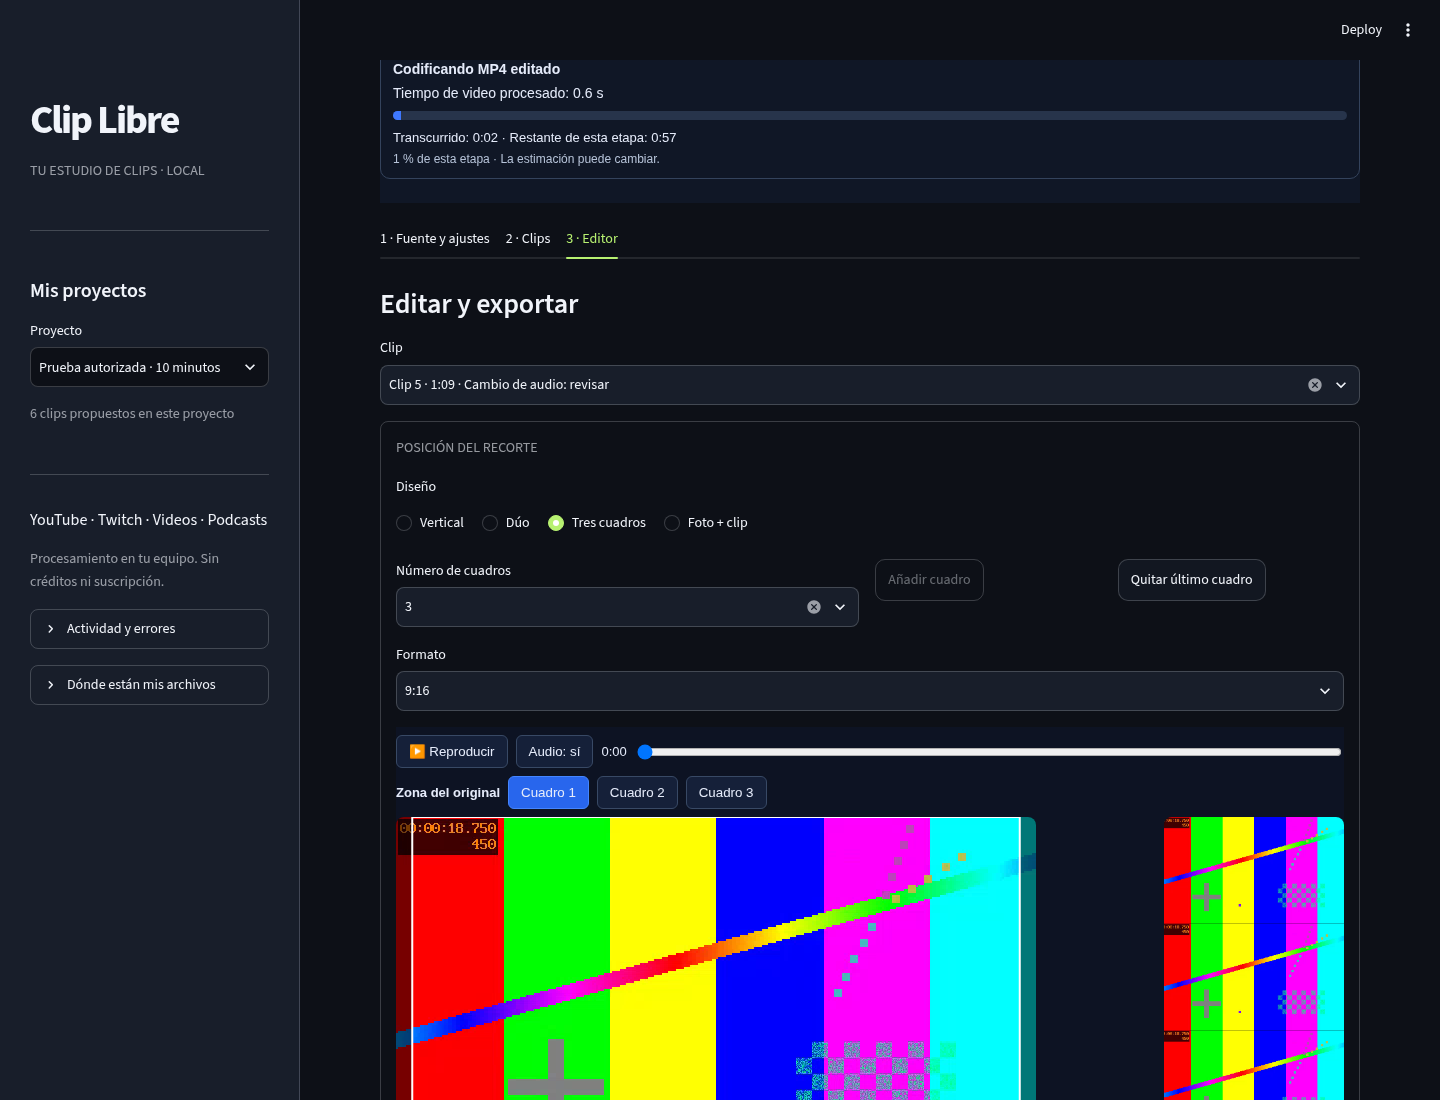 Deploy
Clip Libre
TU ESTUDIO DE CLIPS · LOCAL
Mis proyectos
Proyecto
Prueba autorizada · 10 minutos
6 clips propuestos en este proyecto
YouTube · Twitch · Videos · Podcasts
Procesamiento en tu equipo. Sin
créditos ni suscripción.
Actividad y errores
Dónde están mis archivos
Codificando MP4 editado
Tiempo de video procesado: 0.6 s
Transcurrido: 0:02 · Restante de esta etapa: 0:57
1 % de esta etapa · La estimación puede cambiar.
1 · Fuente y ajustes 2 · Clips 3 · Editor
Editar y exportar
Clip
Clip 5 · 1:09 · Cambio de audio: revisar
POSICIÓN DEL RECORTE
Diseño
Vertical Dúo Tres cuadros Foto + clip
Número de cuadros
3
Añadir cuadro
Quitar último cuadro
Formato
9:16
Reproducir Audio: sí 0:00
Zona del original Cuadro 1 Cuadro 2 Cuadro 3
00:00:18.750
450